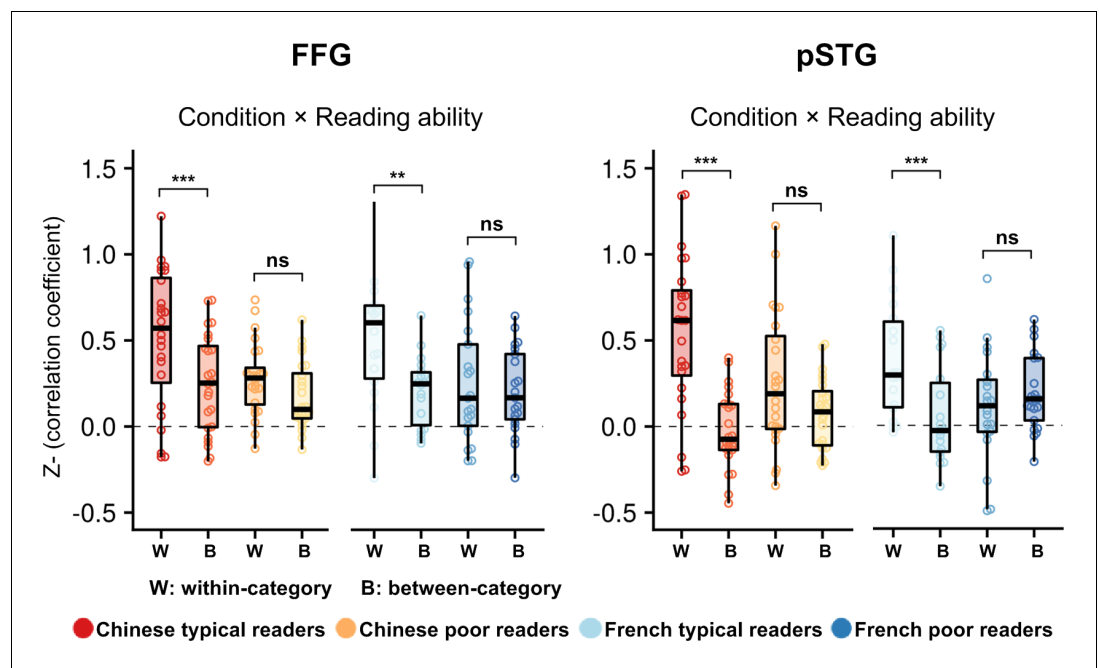 FFG
Condition × Reading ability
Z- (correlation coefficient)
1.5
1.0
0.5
0.0
-0.5
***
ns
**
ns
W B W B W B W B
pSTG
Condition × Reading ability
1.5
1.0
0.5
0.0
-0.5
***
ns
***
ns
W B W B W B W B
W: within-category B: between-category
Chinese typical readers Chinese poor readers French typical readers French poor readers